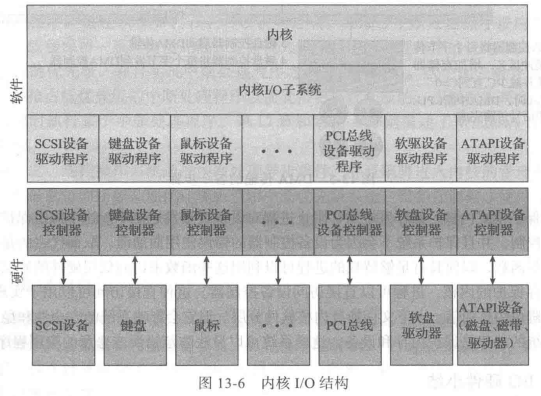 内核
内核I/O子系统
软件
SCSI设备
驱动程序
键盘设备
驱动程序
鼠标设备
驱动程序
PCI总线
设备驱动
程序
软驱设备
驱动程序
ATAPI设备
驱动程序
SCSI设备
控制器
键盘设备
控制器
鼠标设备
控制器
PCI总线
设备控制器
软盘设备
控制器
ATAPI设备
控制器
硬件
SCSI设备
键盘
鼠标
PCI总线
软盘
驱动器
ATAPI设备
(磁盘、磁带、
驱动器)
图 13-6 内核 I/O 结构